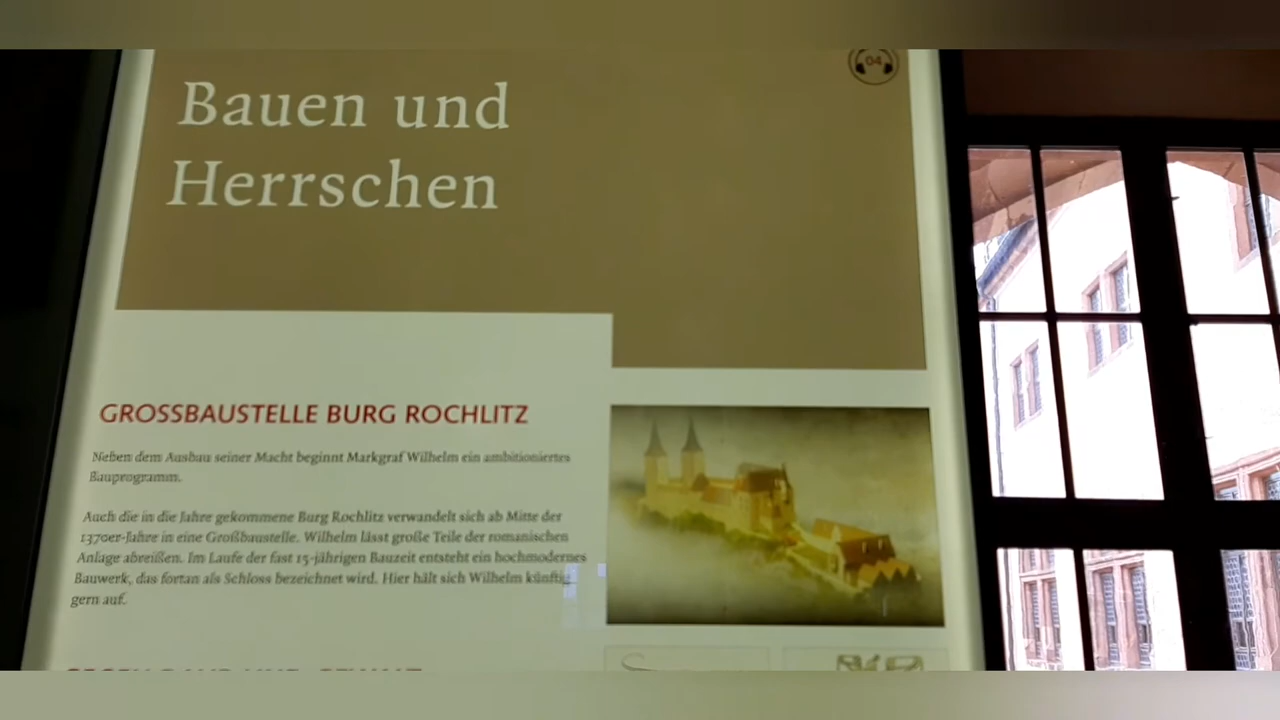 04
Bauen und
Herrschen
GROSSBAUSTELLE BURG ROCHLITZ
Neben dem Ausbau seiner Macht beginnt Markgraf Wilhelm ein ambitioniertes
Bauprogramm.
Auch die in die Jahre gekommene Burg Rochlitz verwandelt sich ab Mitte der
1370er-Jahre in eine Großbaustelle. Wilhelm lässt große Teile der romanischen
Anlage abreißen. Im Laufe der fast 15-jährigen Bauzeit entsteht ein hochmodernes
Bauwerk, das fortan als Schloss bezeichnet wird. Hier hält sich Wilhelm künftig
gern auf.